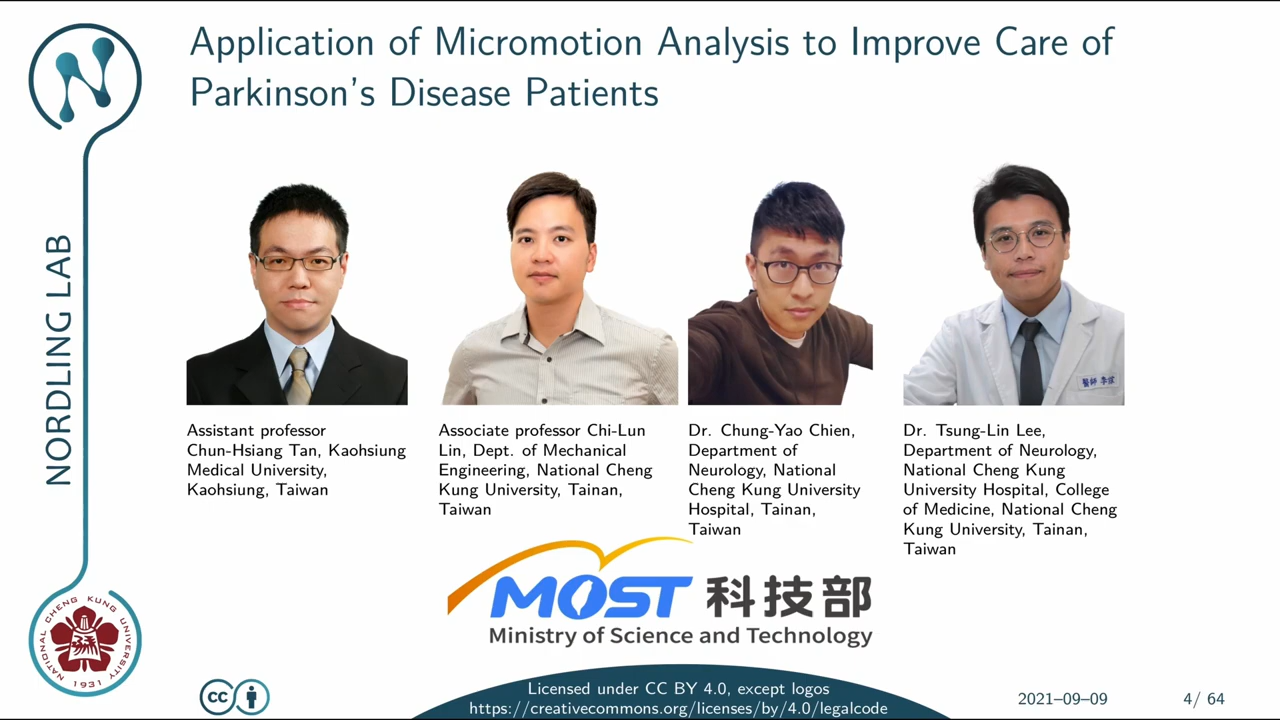 Application of Micromotion Analysis to Improve Care of
Parkinson's Disease Patients
NORDLING LAB
Assistant professor
Chun-Hsiang Tan, Kaohsiung
Medical University,
Kaohsiung, Taiwan
Associate professor Chi-Lun
Lin, Dept. of Mechanical
Engineering, National Cheng
Kung University, Tainan,
Taiwan
Dr. Chung-Yao Chien,
Department of
Neurology, National
Cheng Kung University
Hospital, Tainan,
Taiwan
Dr. Tsung-Lin Lee,
Department of Neurology,
National Cheng Kung
University Hospital, College
of Medicine, National Cheng
Kung University, Tainan,
Taiwan
醫師 李
MOST 科技部
Ministry of Science and Technology
NATIONAL CHENG KUNG UNIVERSITY
1931
cc
Licensed under CC BY 4.0, except logos
https://creativecommons.org/licenses/by/4.0/legalcode
2021–09–09
4/ 64